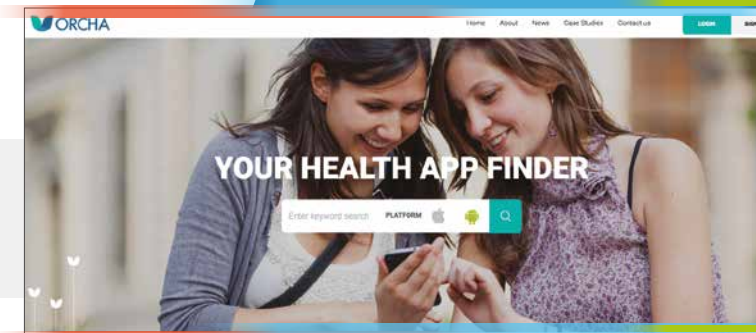 ORCHA
Home About News Case Studies Contact us LOGIN
YOUR HEALTH APP FINDER
Enter keyword search PLATFORM